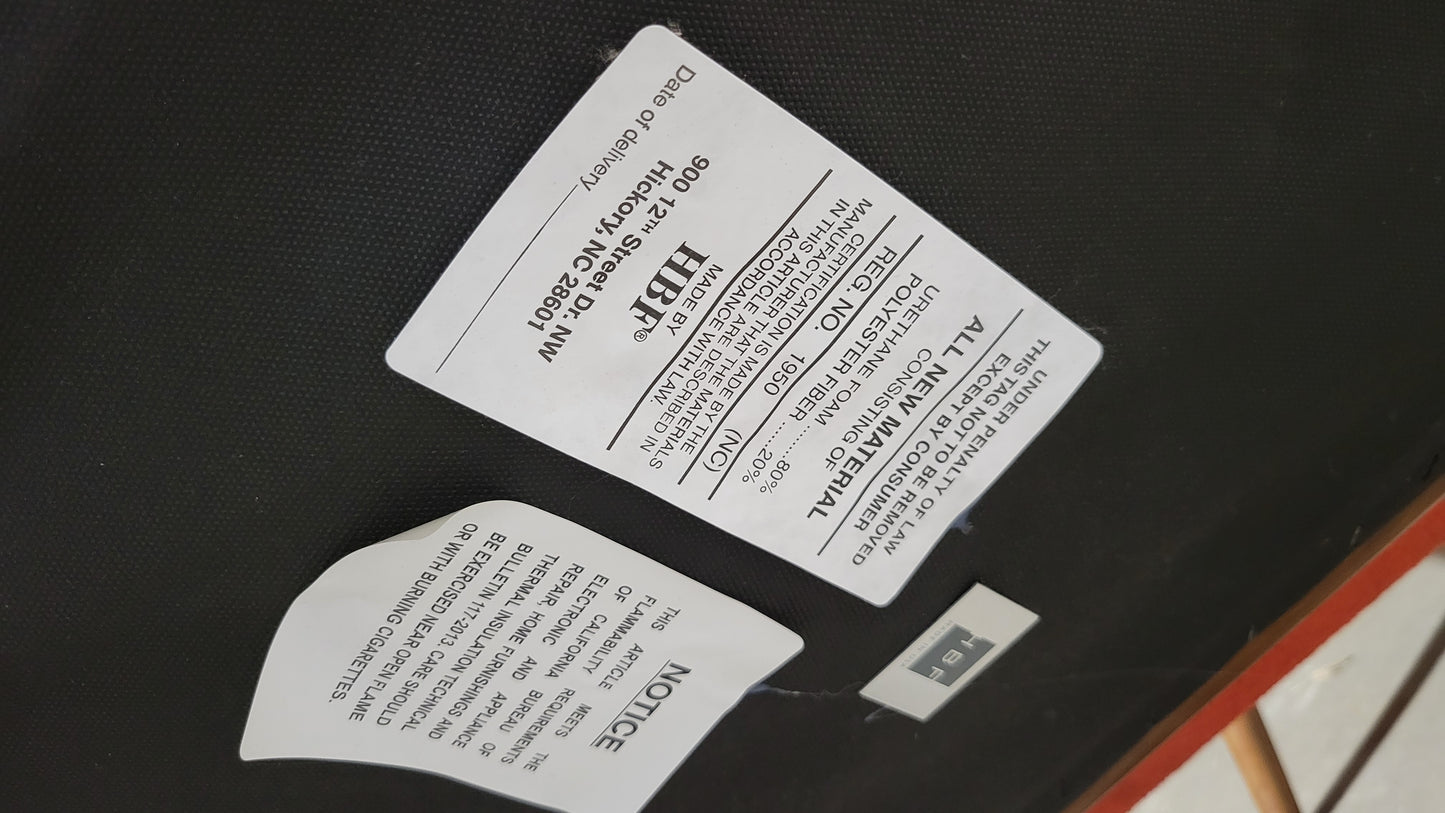 UNDER PENALTY OF LAW
THIS TAG NOT TO BE REMOVED
EXCEPT BY CONSUMER
ALL NEW MATERIAL
CONSISTING OF
URETHANE FOAM ........80%
POLYESTER FIBER ........20%
REG. NO. 1950 (NC)
CERTIFICATION IS MADE BY THE
MANUFACTURER THAT THE MATERIALS
IN THIS ARTICLE ARE DESCRIBED IN
ACCORDANCE WITH LAW.
MADE BY
HBF®
900 12TH Street Dr. NW
Hickory, NC 28601
Date of delivery
NOTICE
THIS ARTICLE MEETS THE
FLAMMABILITY REQUIREMENTS
OF CALIFORNIA BUREAU OF
ELECTRONIC AND APPLIANCE
REPAIR, HOME FURNISHINGS AND
THERMAL INSULATION TECHNICAL
BULLETIN 117-2013. CARE SHOULD
BE EXERCISED NEAR OPEN FLAME
OR WITH BURNING CIGARETTES.
HBF
MADE IN USA